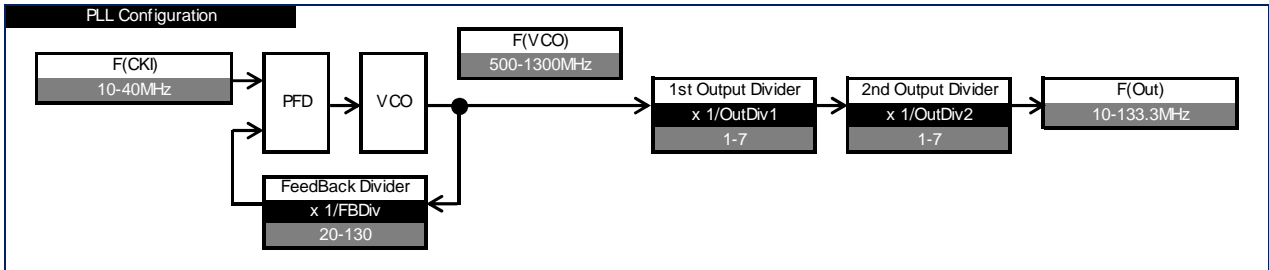 PLL Configuration
F(CKI)
10-40MHz
PFD
VCO
F(VCO)
500-1300MHz
1st Output Divider
x 1/OutDiv1
1-7
2nd Output Divider
x 1/OutDiv2
1-7
F(Out)
10-133.3MHz
FeedBack Divider
x 1/FBDiv
20-130